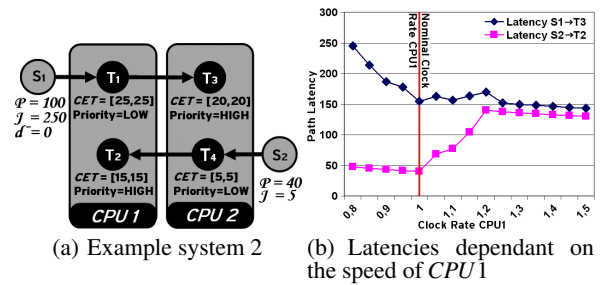 S1
T1
T3
P = 100
J = 250
d⁻ = 0
CET = [25,25]
Priority=LOW
CET = [20,20]
Priority=HIGH
T2
T4
S2
CET = [15,15]
Priority=HIGH
CET = [5,5]
Priority=LOW
P = 40
J = 5
CPU 1
CPU 2
(a) Example system 2
300
250
200
150
100
50
0
Path Latency
Nominal Clock
Rate CPU1
Latency S1→T3
Latency S2→T2
0,8
0,9
1
1,1
1,2
1,3
1,4
1,5
Clock Rate CPU1
(b) Latencies dependant on
the speed of CPU1